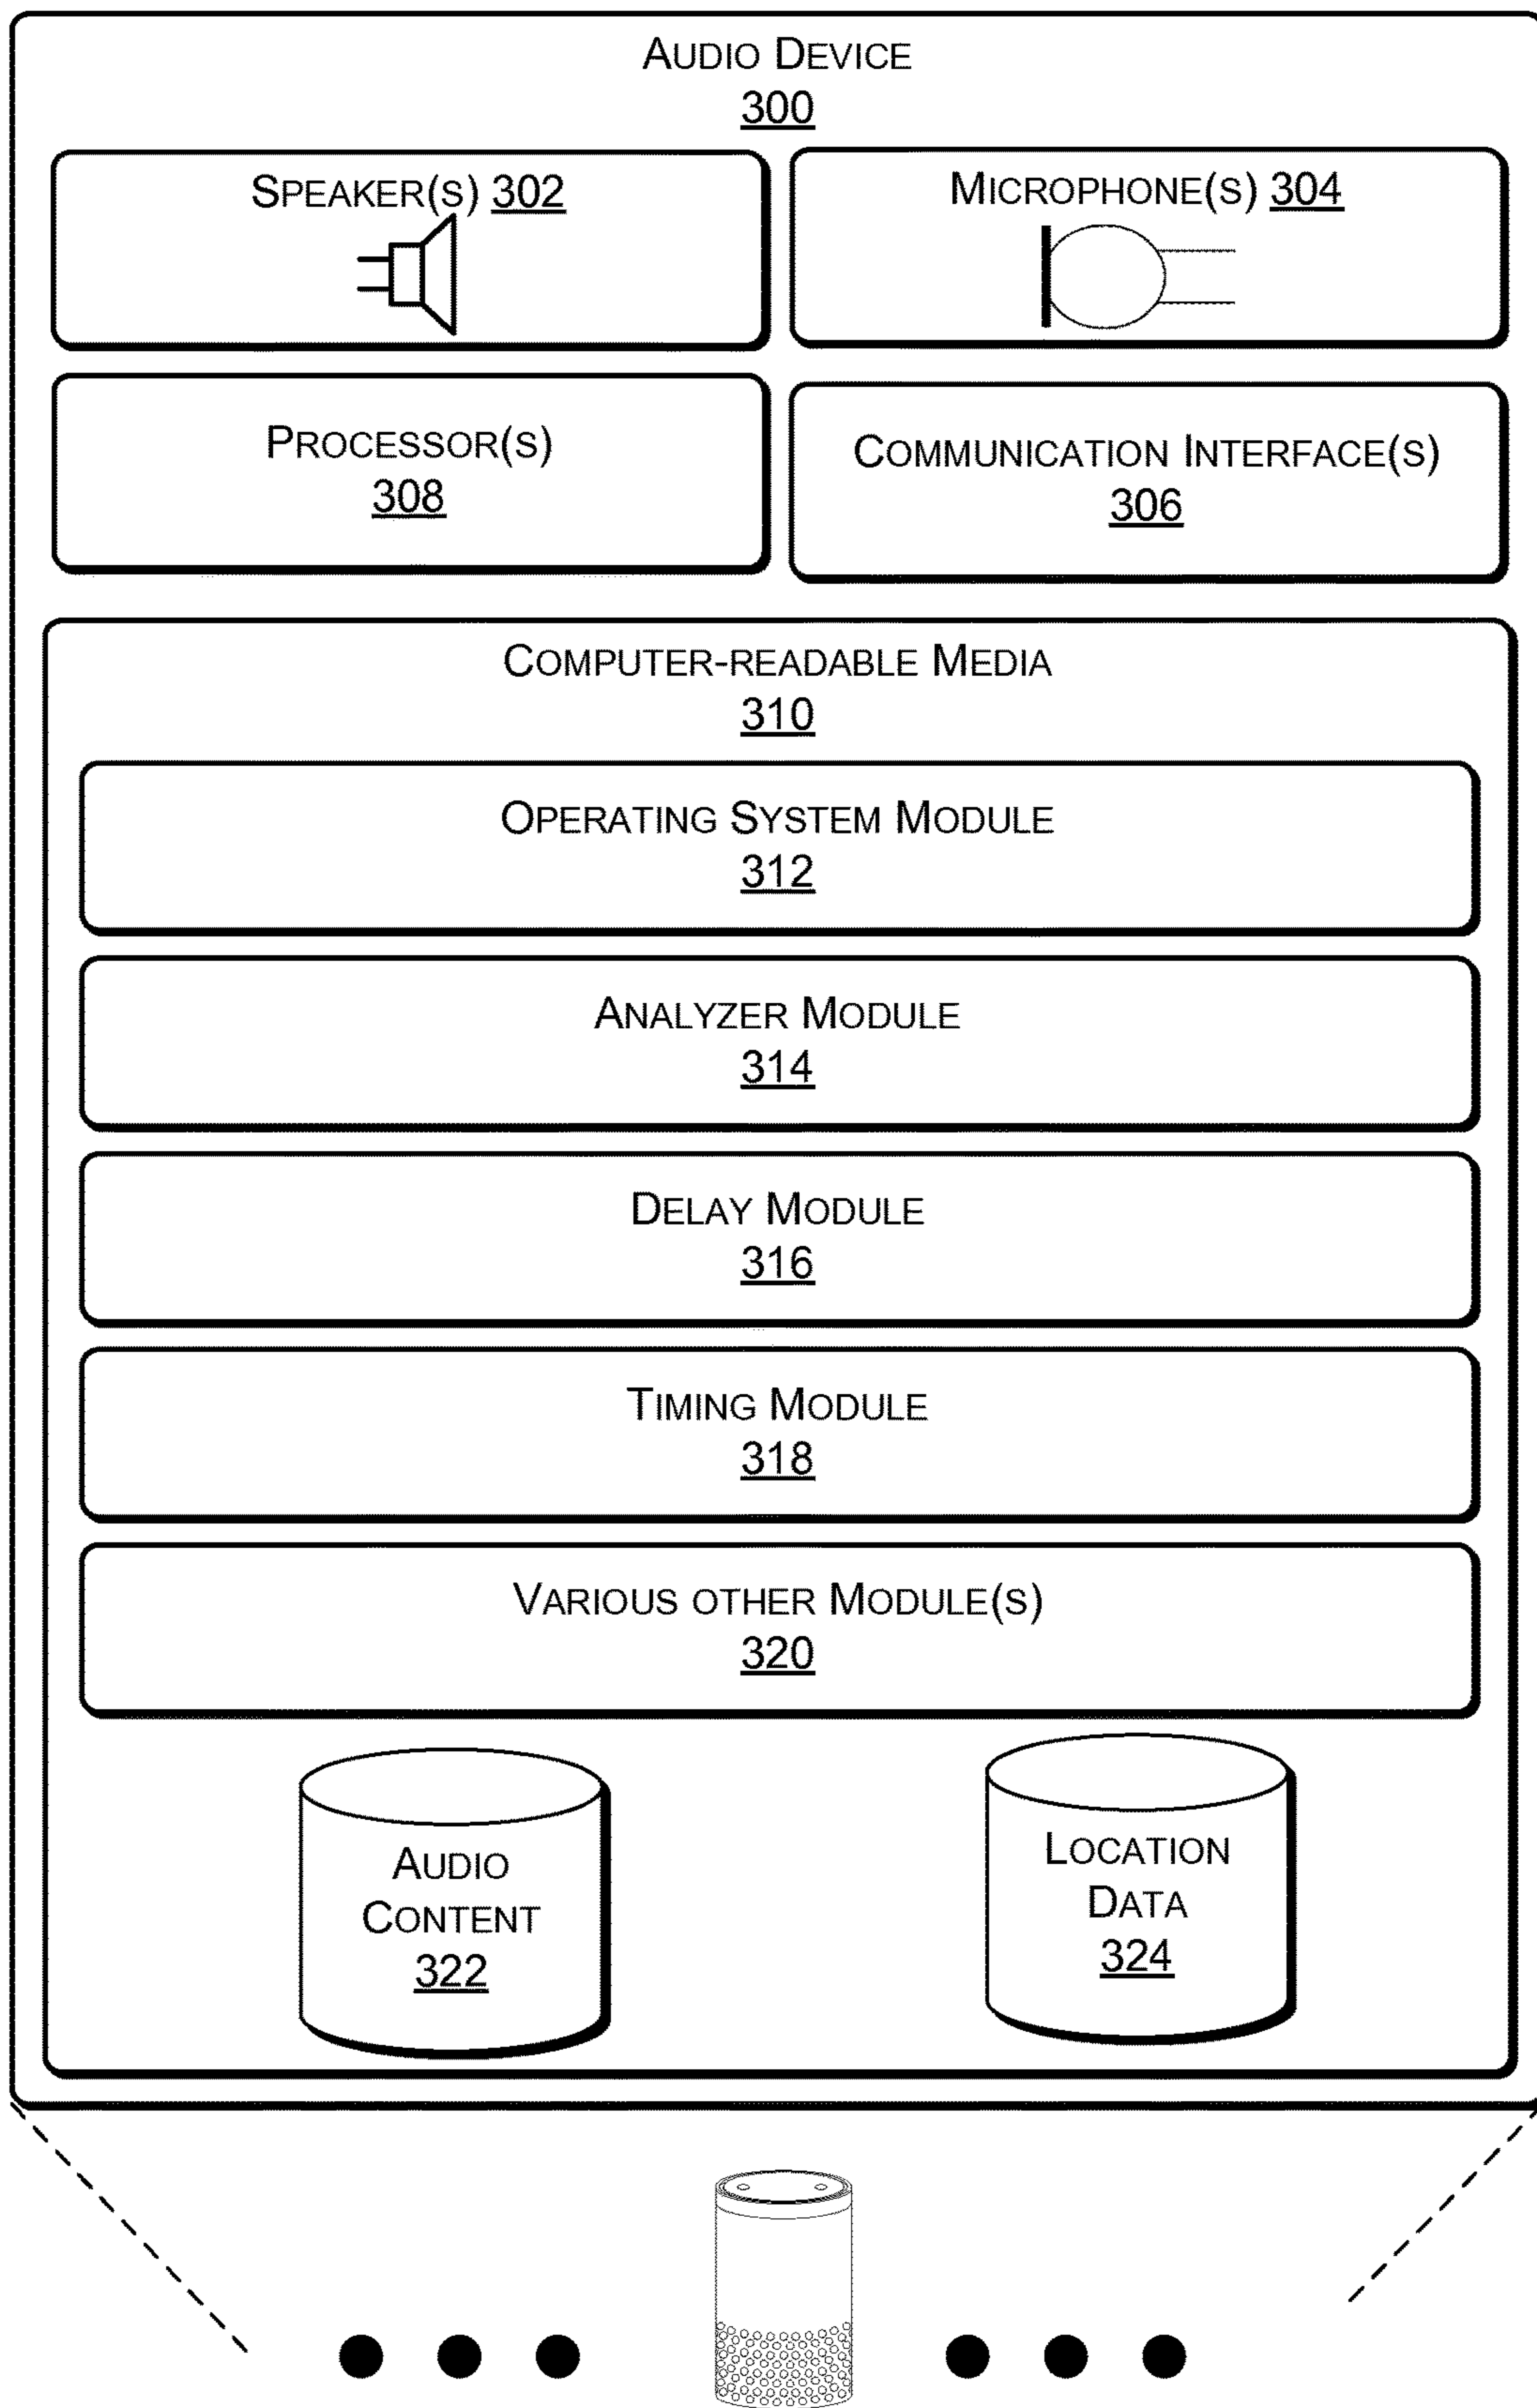 AUDIO DEVICE
300
SPEAKER(S) 302
MICROPHONE(S) 304
PROCESSOR(S)
308
COMMUNICATION INTERFACE(S)
306
COMPUTER-READABLE MEDIA
310
OPERATING SYSTEM MODULE
312
ANALYZER MODULE
314
DELAY MODULE
316
TIMING MODULE
318
VARIOUS OTHER MODULE(S)
320
AUDIO
CONTENT
322
LOCATION
DATA
324